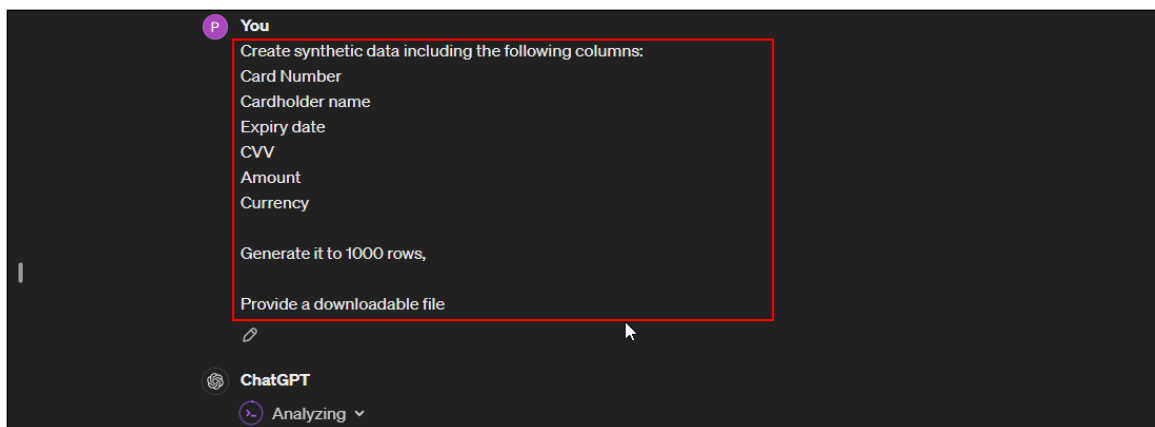 P
You
Create synthetic data including the following columns:
Card Number
Cardholder name
Expiry date
CVV
Amount
Currency
Generate it to 1000 rows,
Provide a downloadable file
ChatGPT
Analyzing